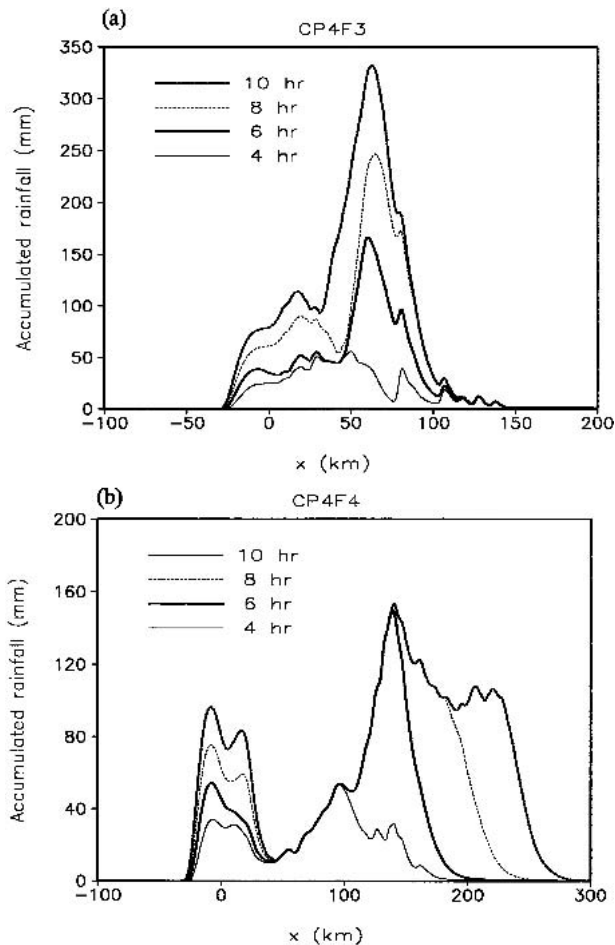 (a)
CP4F3
350
300
250
200
150
100
50
0
Accumulated rainfall (mm)
10 hr
8 hr
6 hr
4 hr
-100 -50 0 50 100 150 200
x (km)
(b)
CP4F4
200
160
120
80
40
0
Accumulated rainfall (mm)
10 hr
8 hr
6 hr
4 hr
-100 0 100 200 300
x (km)